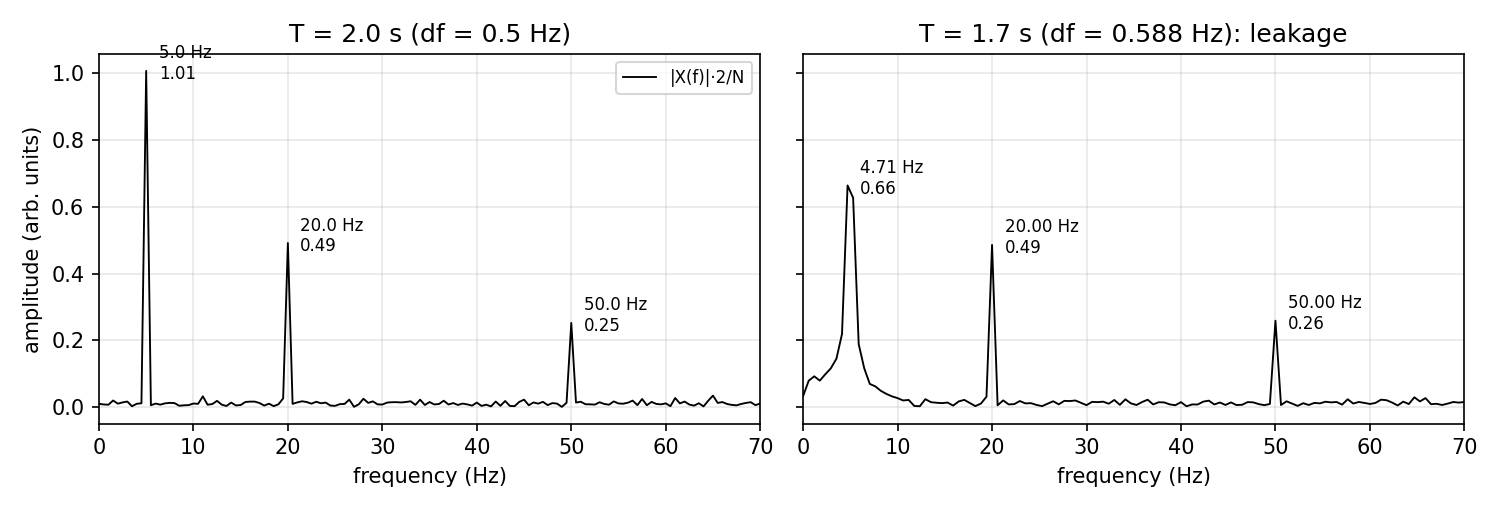 T = 2.0 s (df = 0.5 Hz)
5.0 Hz
1.01
|X(f)|·2/N
20.0 Hz
0.49
50.0 Hz
0.25
1.0
0.8
0.6
0.4
0.2
0.0
amplitude (arb. units)
0 10 20 30 40 50 60 70
frequency (Hz)
T = 1.7 s (df = 0.588 Hz): leakage
4.71 Hz
0.66
20.00 Hz
0.49
50.00 Hz
0.26
0 10 20 30 40 50 60 70
frequency (Hz)